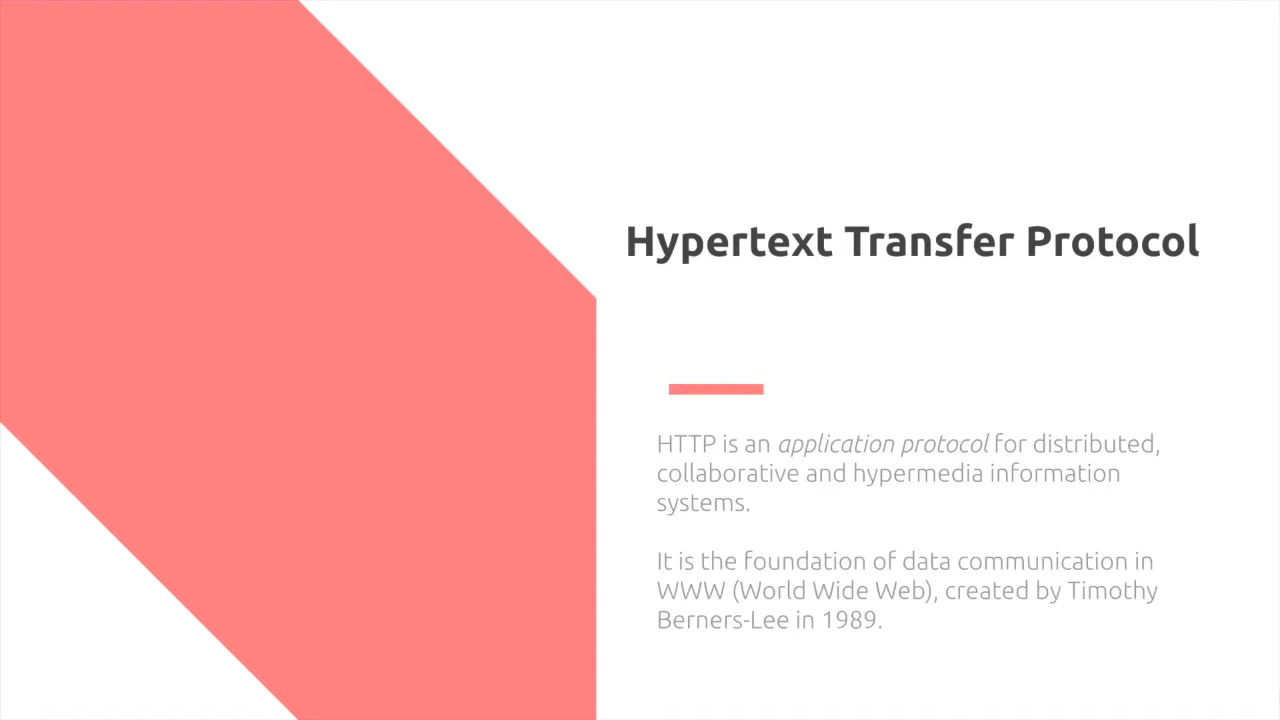 Hypertext Transfer Protocol
HTTP is an application protocol for distributed,
collaborative and hypermedia information
systems.
It is the foundation of data communication in
WWW (World Wide Web), created by Timothy
Berners-Lee in 1989.